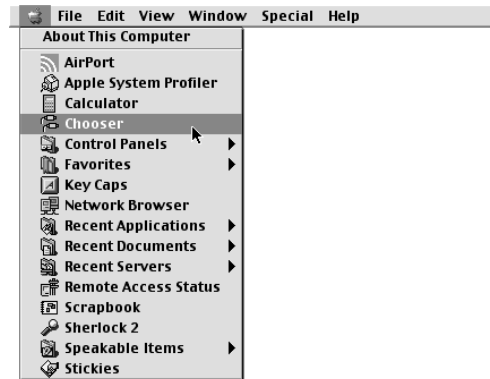 File Edit View Window Special Help
About This Computer
AirPort
Apple System Profiler
Calculator
Chooser
Control Panels
Favorites
Key Caps
Network Browser
Recent Applications
Recent Documents
Recent Servers
Remote Access Status
Scrapbook
Sherlock 2
Speakable Items
Stickies